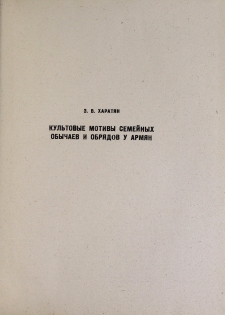 З. В. ХАРАТЯН
КУЛЬТОВЫЕ МОТИВЫ СЕМЕЙНЫХ
ОБЫЧАЕВ И ОБРЯДОВ У АРМЯН